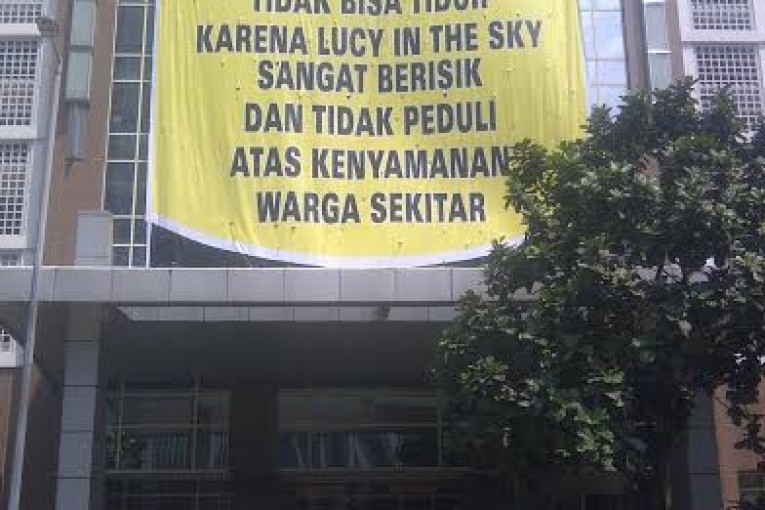 TIDAK BISA TIDUR
KARENA LUCY IN THE SKY
SANGAT BERISIK
DAN TIDAK PEDULI
ATAS KENYAMANAN
WARGA SEKITAR